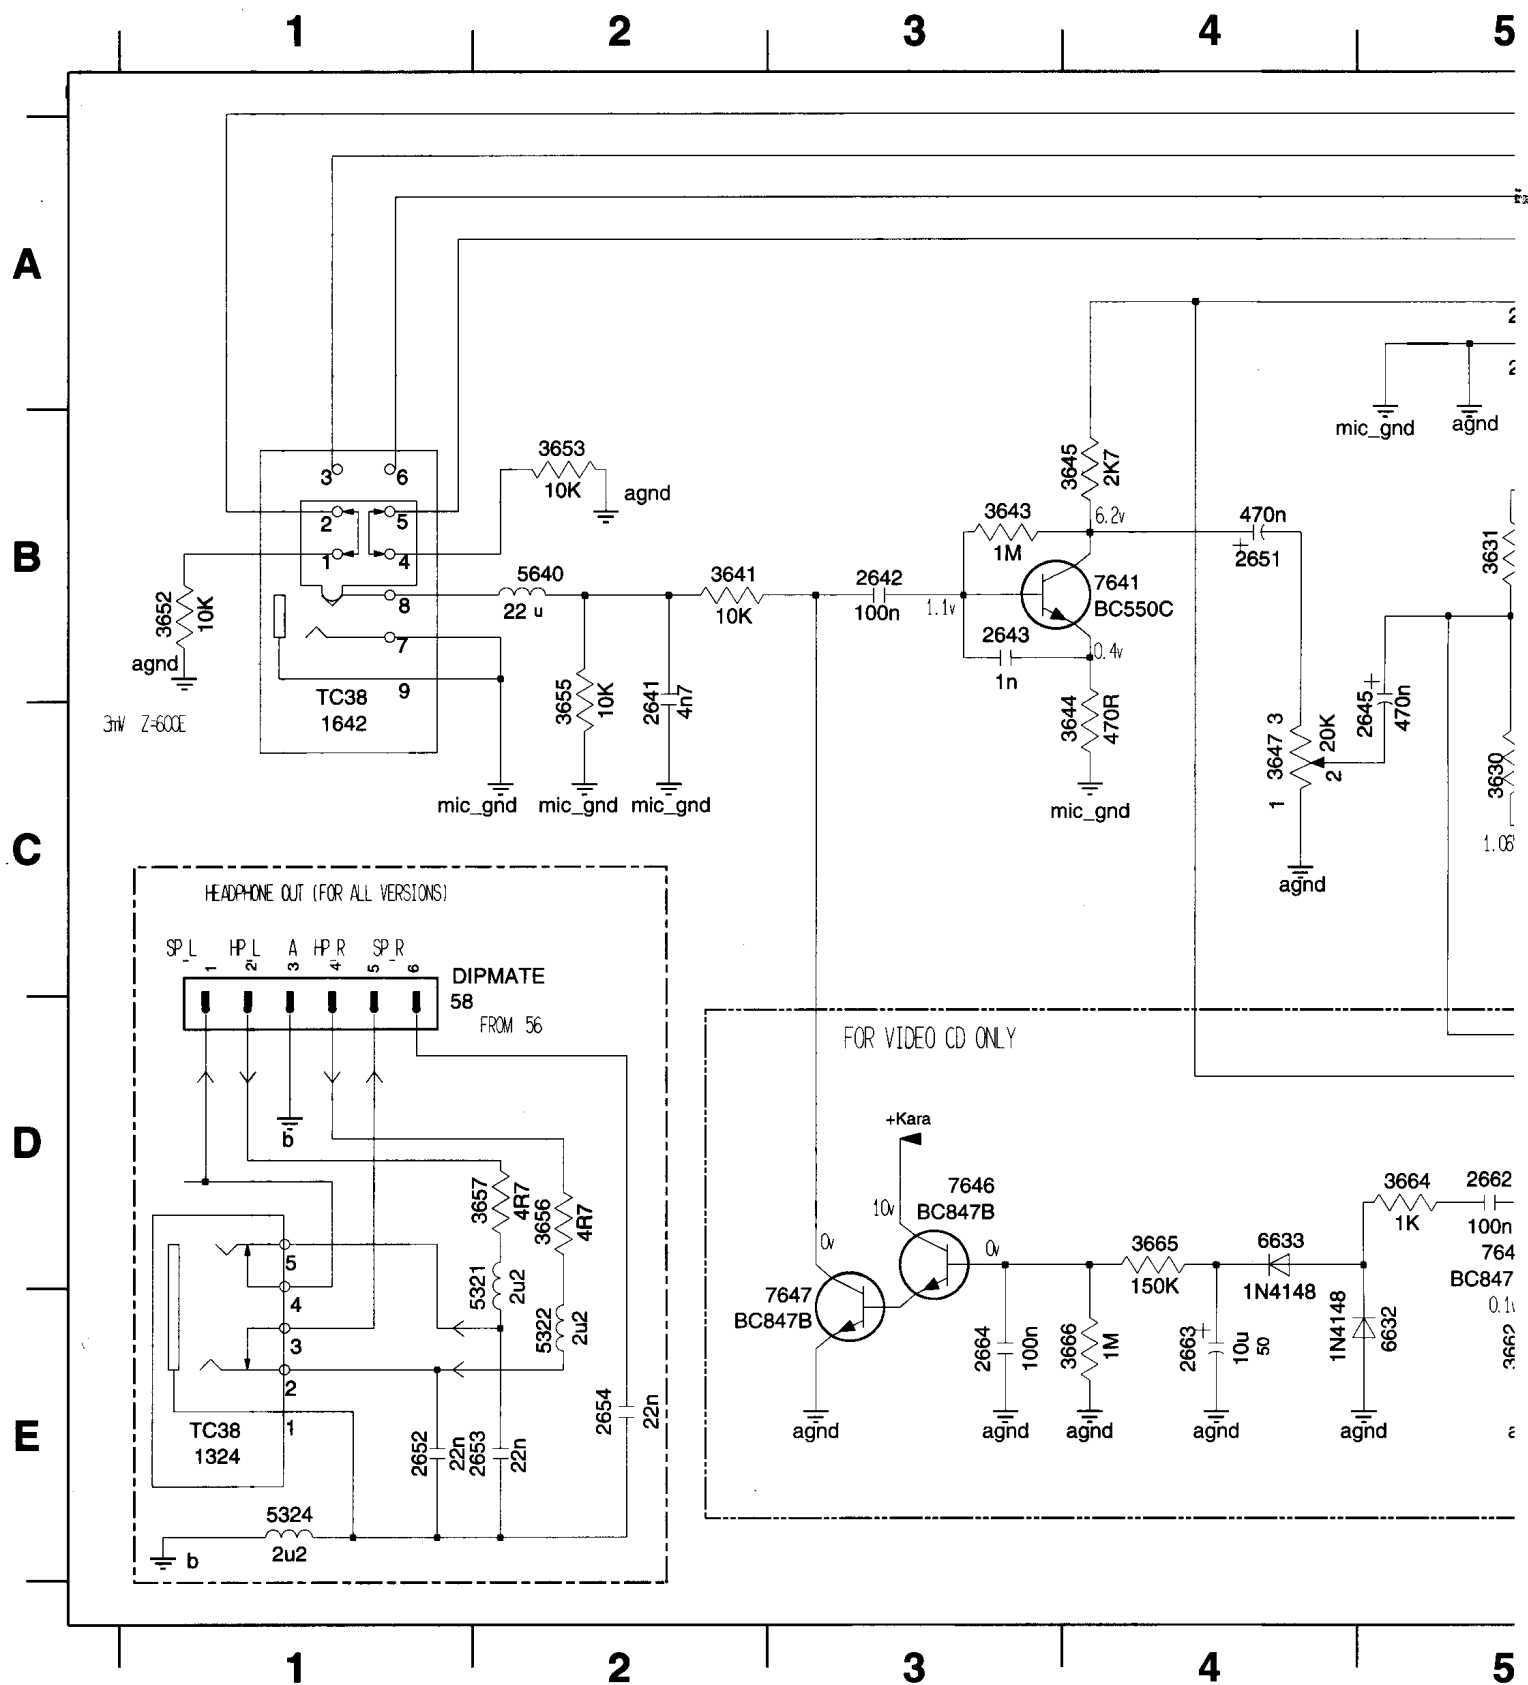 1 2 3 4 5
A
mic_gnd agnd
3653
10K
agnd
3645
2K7
6.2v
3643
1M
470n
2651
3 6
2 5
1 4
8
7
9
B
3652
10K
agnd
5640
22 u
3641
10K
2642
100n
1.1v
7641
BC550C
3631
2643
1n
0.4v
TC38
1642
3mV Z=600E
3655
10K
2641
4n7
3644
470R
3647
3
20K
2
1
2645
470n
3630
mic_gnd mic_gnd mic_gnd
mic_gnd
agnd
C
HEADPHONE OUT (FOR ALL VERSIONS)
SP_L HP_L A HP_R SP_R
1 2 3 4 5 6
DIPMATE
58
FROM 56
FOR VIDEO CD ONLY
D
b
+Kara
3657
4R7
3656
4R7
7646
BC847B
10v
0v
0v
3664
1K
2662
100n
3665
150K
6633
1N4148
5
4
3
2
1
5321
2u2
5322
2u2
7647
BC847B
BC847
2664
100n
3666
1M
2663
10u
50
1N4148
6632
3662
E
TC38
1324
2652
22n
2653
22n
2654
22n
agnd agnd agnd agnd agnd
5324
2u2
b
1 2 3 4 5